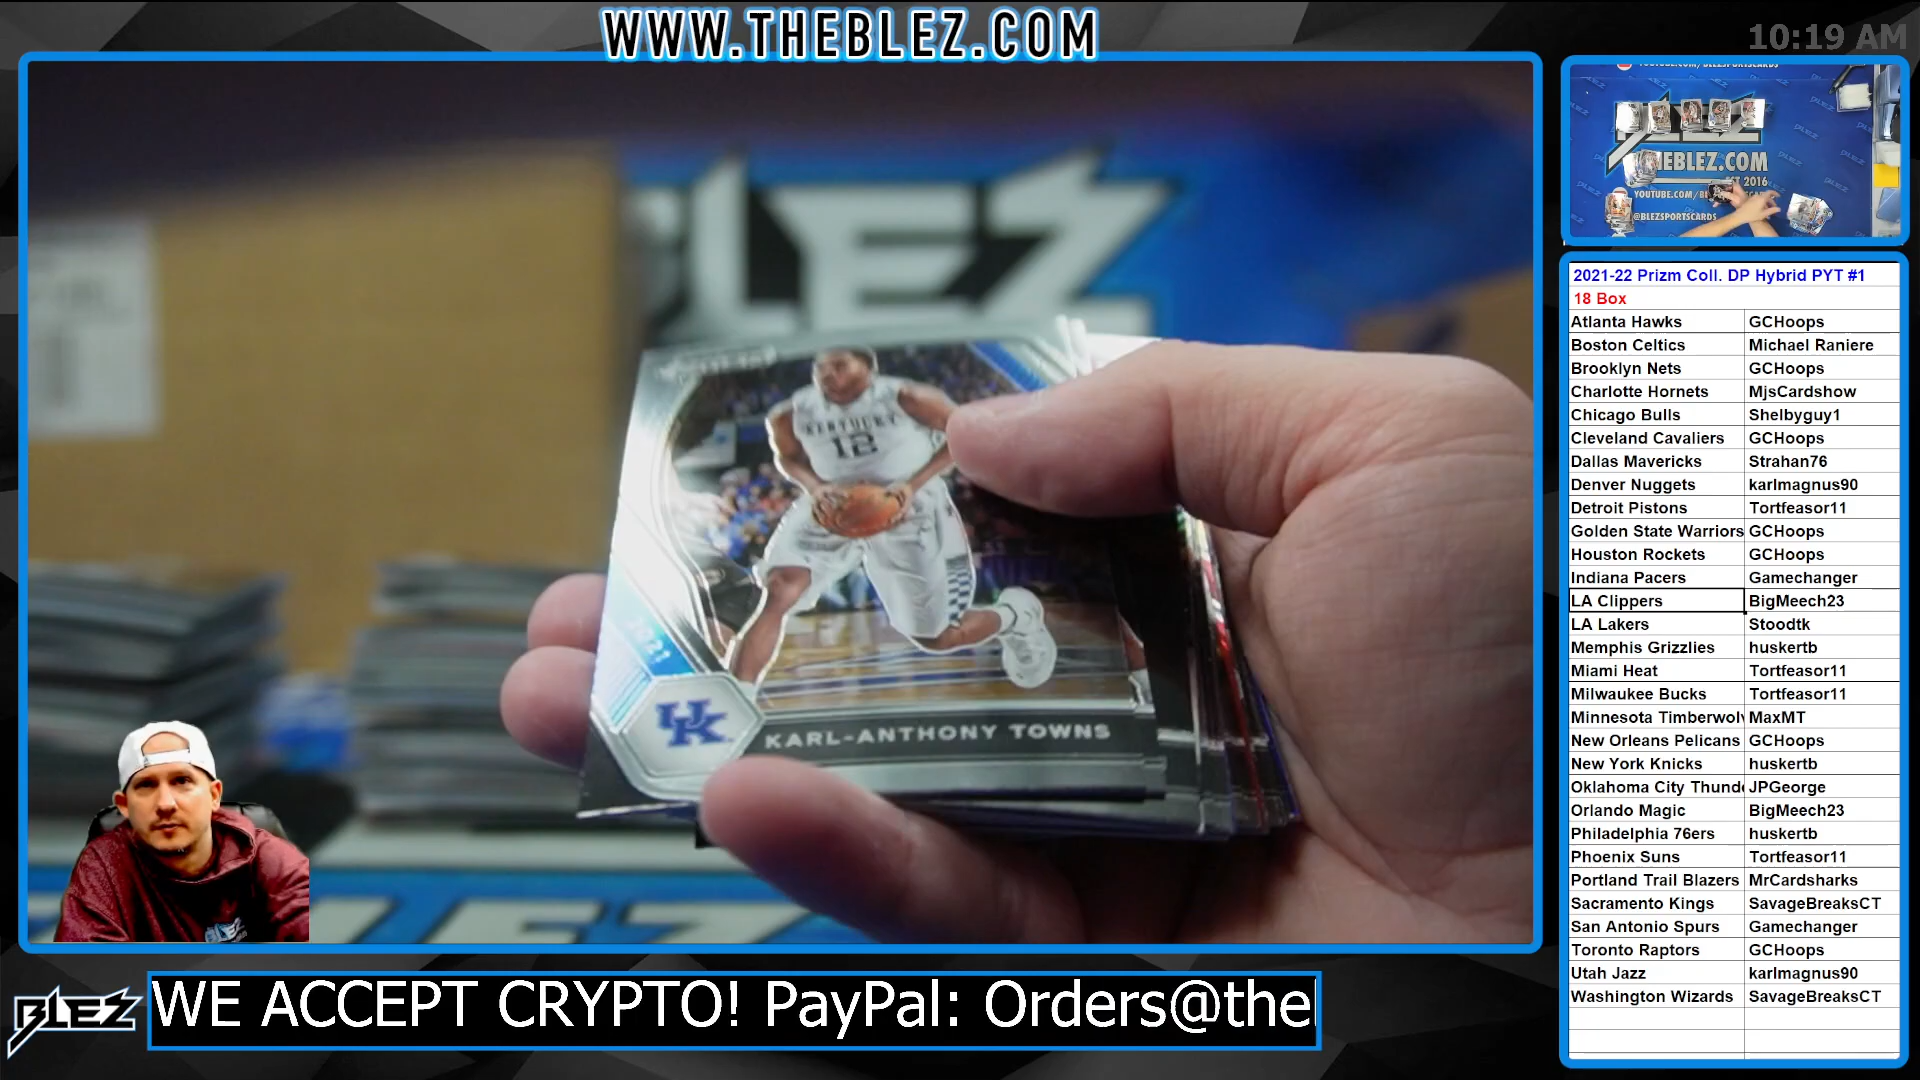 WWW.THEBLEZ.COM
10:19 AM
BLEZ
KENTUCKY
12
2021
UK
KARL-ANTHONY TOWNS
THEBLEZ.COM
EST 2016
@BLEZSPORTSCARDS
2021-22 Prizm Coll. DP Hybrid PYT #1
18 Box
Atlanta Hawks GCHoops
Boston Celtics Michael Raniere
Brooklyn Nets GCHoops
Charlotte Hornets MjsCardshow
Chicago Bulls Shelbyguy1
Cleveland Cavaliers GCHoops
Dallas Mavericks Strahan76
Denver Nuggets karlmagnus90
Detroit Pistons Tortfeasor11
Golden State Warriors GCHoops
Houston Rockets GCHoops
Indiana Pacers Gamechanger
LA Clippers BigMeech23
LA Lakers Stoodtk
Memphis Grizzlies huskertb
Miami Heat Tortfeasor11
Milwaukee Bucks Tortfeasor11
Minnesota Timberwolv MaxMT
New Orleans Pelicans GCHoops
New York Knicks huskertb
Oklahoma City Thunde JPGeorge
Orlando Magic BigMeech23
Philadelphia 76ers huskertb
Phoenix Suns Tortfeasor11
Portland Trail Blazers MrCardsharks
Sacramento Kings SavageBreaksCT
San Antonio Spurs Gamechanger
Toronto Raptors GCHoops
Utah Jazz karlmagnus90
Washington Wizards SavageBreaksCT
BLEZ
WE ACCEPT CRYPTO! PayPal: Orders@the